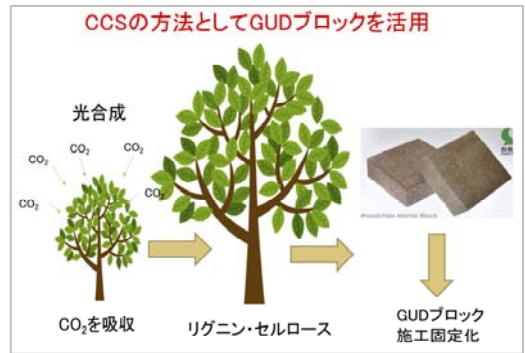 CCSの方法としてGUDブロックを活用
光合成
CO₂
CO₂
CO₂
CO₂
CO₂
CO₂を吸収
リグニン・セルロース
GUDブロック
施工固定化